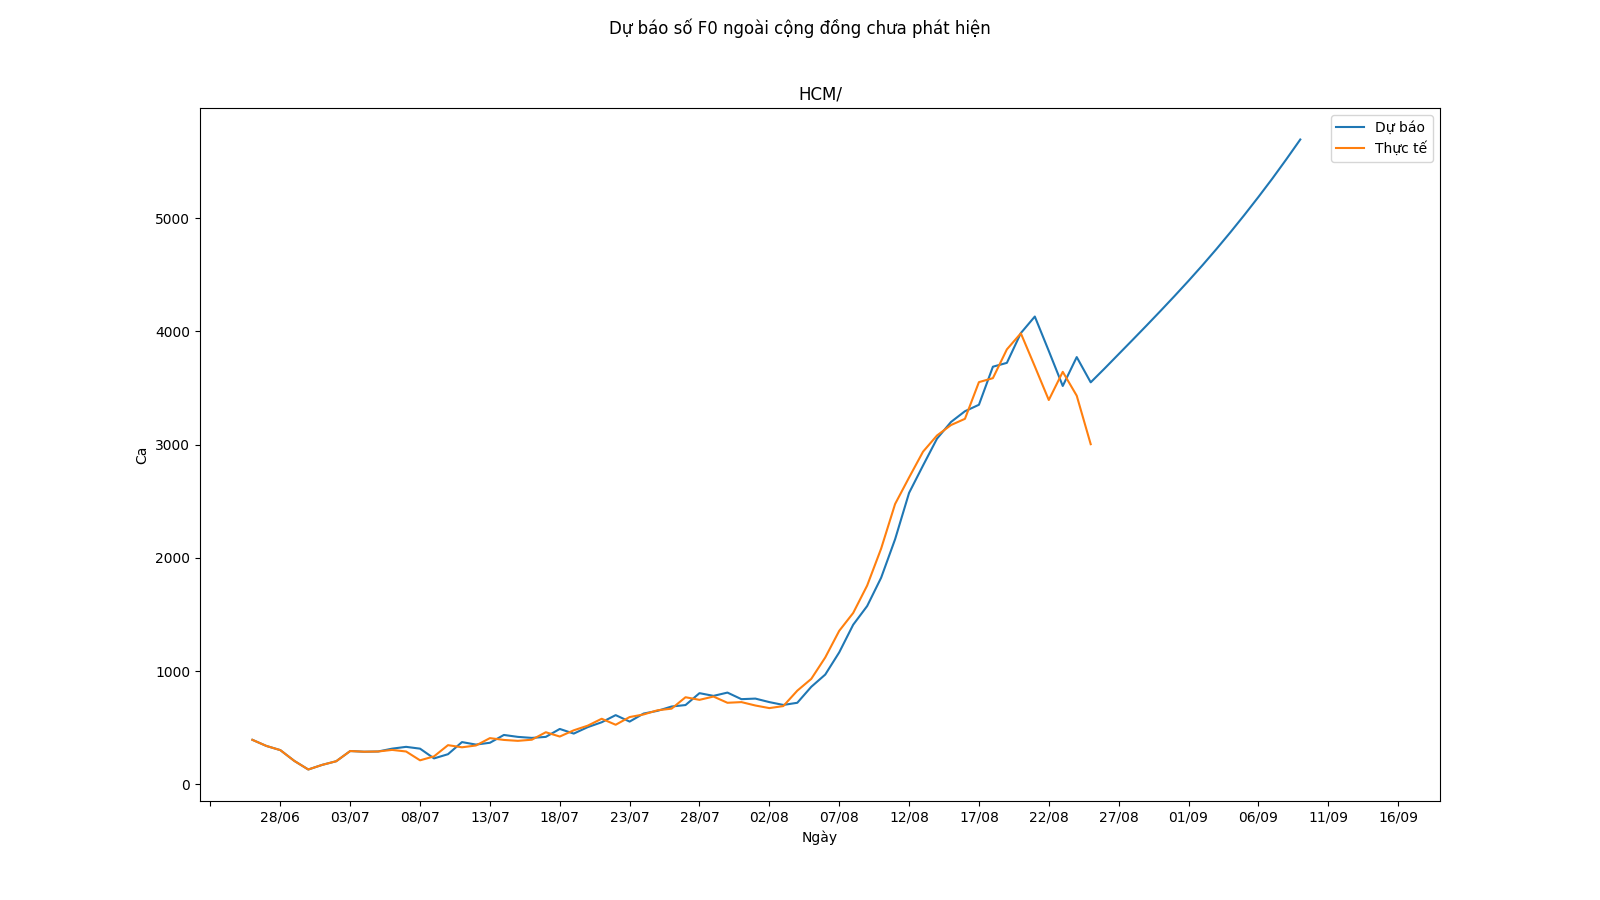 Dự báo số F0 ngoài cộng đồng chưa phát hiện
HCM/
Dự báo
Thực tế
5000
4000
3000
2000
1000
0
Ca
28/06 03/07 08/07 13/07 18/07 23/07 28/07 02/08 07/08 12/08 17/08 22/08 27/08 01/09 06/09 11/09 16/09
Ngày